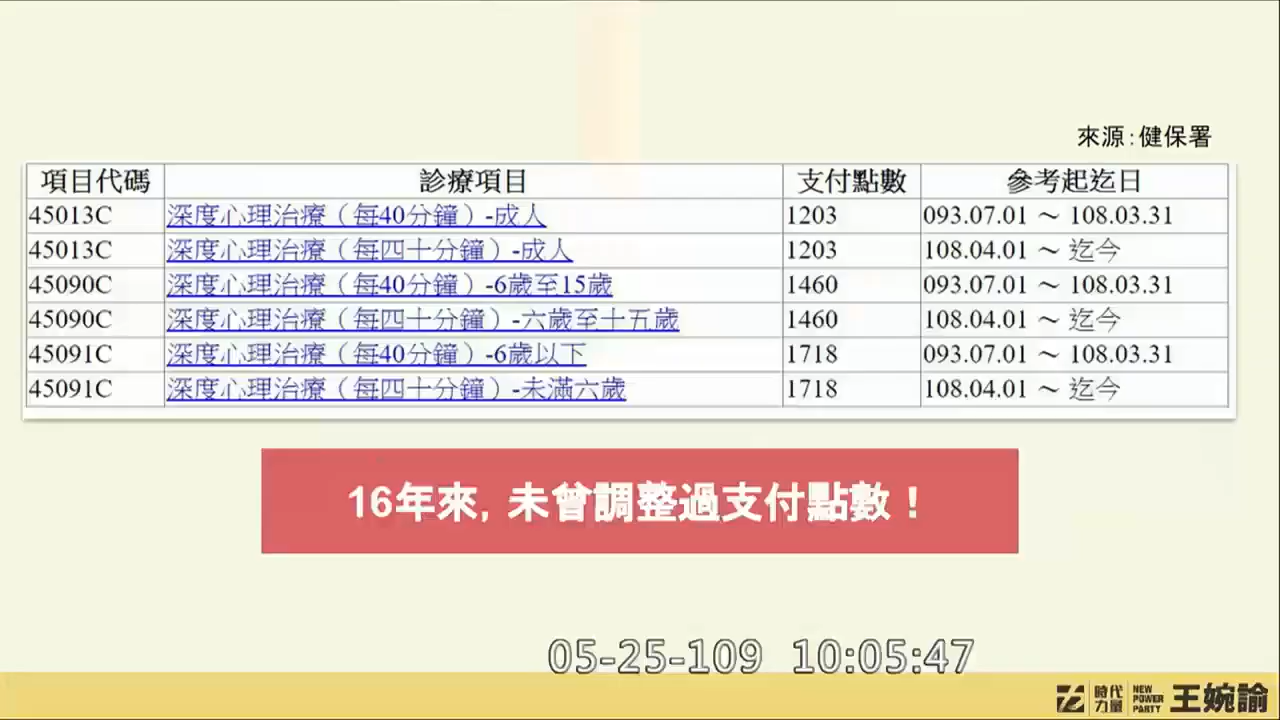 來源:健保署
項目代碼 診療項目 支付點數 參考起迄日
45013C 深度心理治療（每40分鐘）-成人 1203 093.07.01 ～ 108.03.31
45013C 深度心理治療（每四十分鐘）-成人 1203 108.04.01 ～ 迄今
45090C 深度心理治療（每40分鐘）-6歲至15歲 1460 093.07.01 ～ 108.03.31
45090C 深度心理治療（每四十分鐘）-六歲至十五歲 1460 108.04.01 ～ 迄今
45091C 深度心理治療（每40分鐘）-6歲以下 1718 093.07.01 ～ 108.03.31
45091C 深度心理治療（每四十分鐘）-未滿六歲 1718 108.04.01 ～ 迄今
16年來，未曾調整過支付點數！
05-25-109 10:05:47
時代力量 NEW POWER PARTY 王婉諭